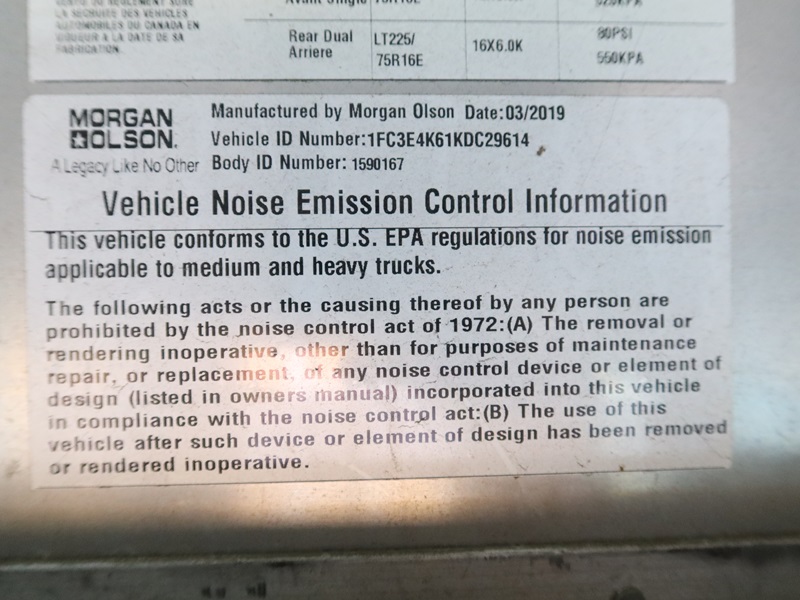 LA SECURITE DES VEHICLES
AUTOMOBILES DU CANADA EN
VIGUEUR A LA DATE DE SA
FABRICATION.
Rear Dual
Arriere
LT225/
75R16E
16X6.0K
80PSI
550KPA
MORGAN
OLSON.
A Legacy Like No Other
Manufactured by Morgan Olson Date:03/2019
Vehicle ID Number:1FC3E4K61KDC29614
Body ID Number: 1590167
Vehicle Noise Emission Control Information
This vehicle conforms to the U.S. EPA regulations for noise emission
applicable to medium and heavy trucks.
The following acts or the causing thereof by any person are
prohibited by the noise control act of 1972:(A) The removal or
rendering inoperative, other than for purposes of maintenance
repair, or replacement, of any noise control device or element of
design (listed in owners manual) incorporated into this vehicle
in compliance with the noise control act:(B) The use of this
vehicle after such device or element of design has been removed
or rendered inoperative.